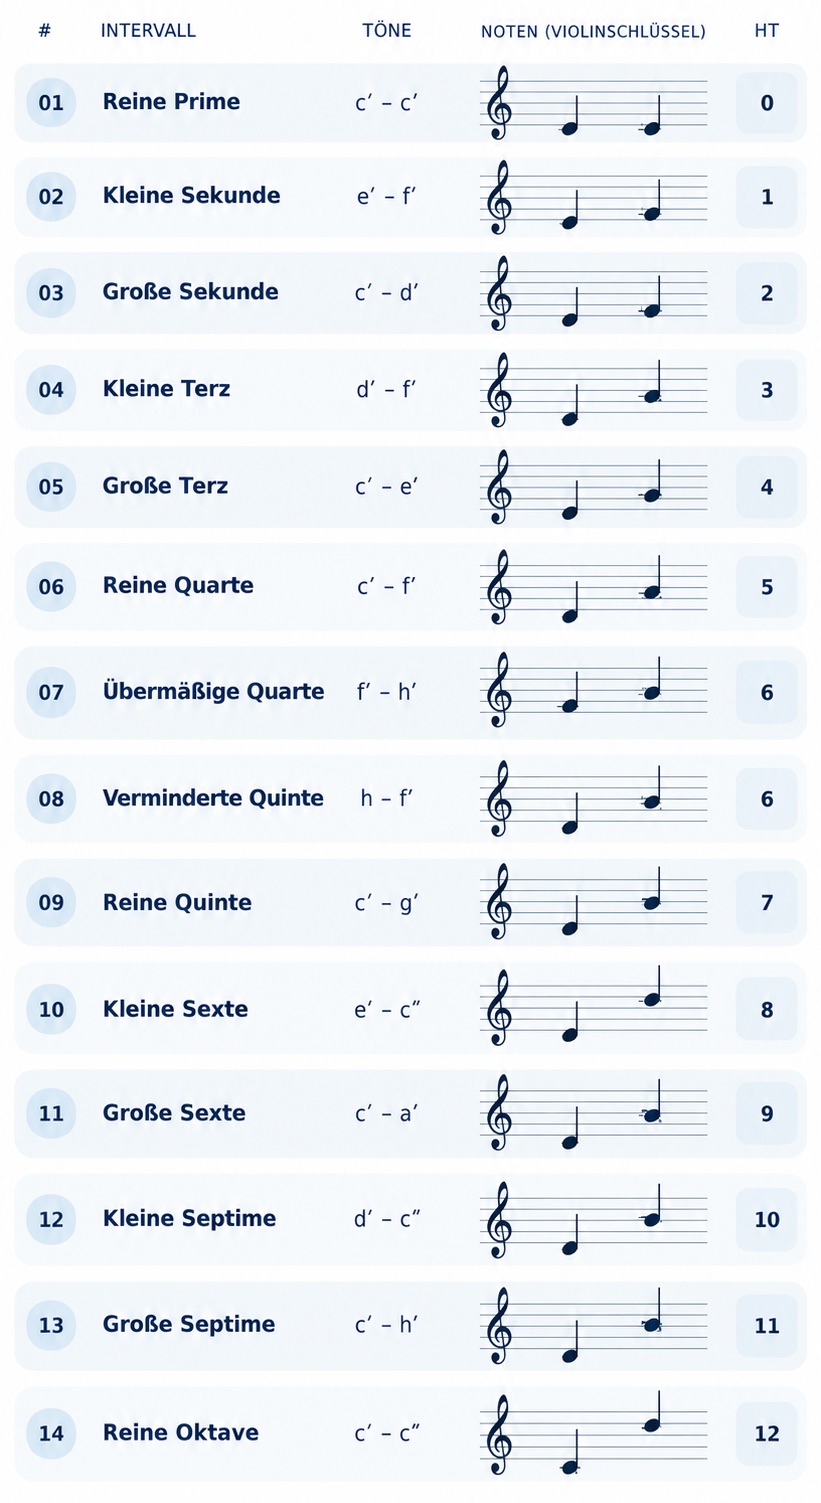 # INTERVALL TÖNE NOTEN (VIOLINSCHLÜSSEL) HT
01 Reine Prime c′ – c′ 0
02 Kleine Sekunde e′ – f′ 1
03 Große Sekunde c′ – d′ 2
04 Kleine Terz d′ – f′ 3
05 Große Terz c′ – e′ 4
06 Reine Quarte c′ – f′ 5
07 Übermäßige Quarte f′ – h′ 6
08 Verminderte Quinte h – f′ 6
09 Reine Quinte c′ – g′ 7
10 Kleine Sexte e′ – c″ 8
11 Große Sexte c′ – a′ 9
12 Kleine Septime d′ – c″ 10
13 Große Septime c′ – h′ 11
14 Reine Oktave c′ – c″ 12